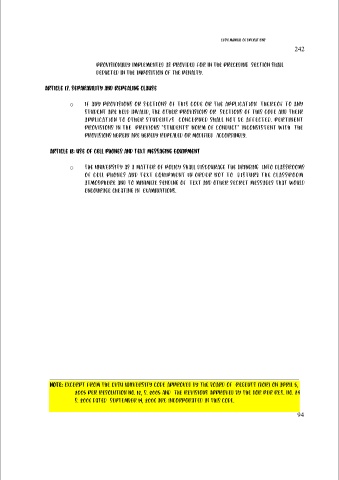 LVTU MANUAL OF OPERATIONS
242
PROVISIONALLY IMPLEMENTED AS PROVIDED FOR IN THE PRECEDING SECTION SHALL
DEDUCTED IN THE IMPOSITION OF THE PENALTY.
ARTICLE 17. SEPARABILITY AND REPEALING CLAUSE
o IF ANY PROVISIONS OR SECTIONS OF THIS CODE OR THE APPLICATION THEREOF TO ANY
STUDENT ARE HELD INVALID, THE OTHER PROVISIONS OR SECTIONS OF THIS CODE AND THEIR
APPLICATION TO OTHER STUDENT/S CONCERNED SHALL NOT BE AFFECTED. PERTINENT
PROVISIONS IN THE PREVIOUS "STUDENTS' NORM OF CONDUCT" INCONSISTENT WITH THE
PROVISIONS HEREIN ARE HEREBY REPEALED OR MODIFIED ACCORDINGLY.
ARTICLE 18: USE OF CELL PHONES AND TEXT MESSAGING EQUIPMENT
o THE UNIVERSITY AS A MATTER OF POLICY SHALL DISCOURAGE THE BRINGING INTO CLASSROOMS
OF CELL PHONES AND TEXT EQUIPMENT IN ORDER NOT TO DISTURB THE CLASSROOM
ATMOSPHERE AND TO MINIMIZE SENDING OF TEXT AND OTHER SECRET MESSAGES THAT WOULD
ENCOURAGE CHEATING IN EXAMINATIONS.
NOTE: EXCERPT FROM THE UNIVERSITY CODE APPROVED BY THE BOARD OF REGENTS (BOR) ON APRIL 5,
2005 PER RESOLUTION NO. 12, S. 2005 AND THE REVISIONS APPROVED BY THE BOR PER RES. NO. 24
S. 2006 DATED SEPTEMBER 14, 2006 ARE INCORPORATED IN THIS CODE.
94